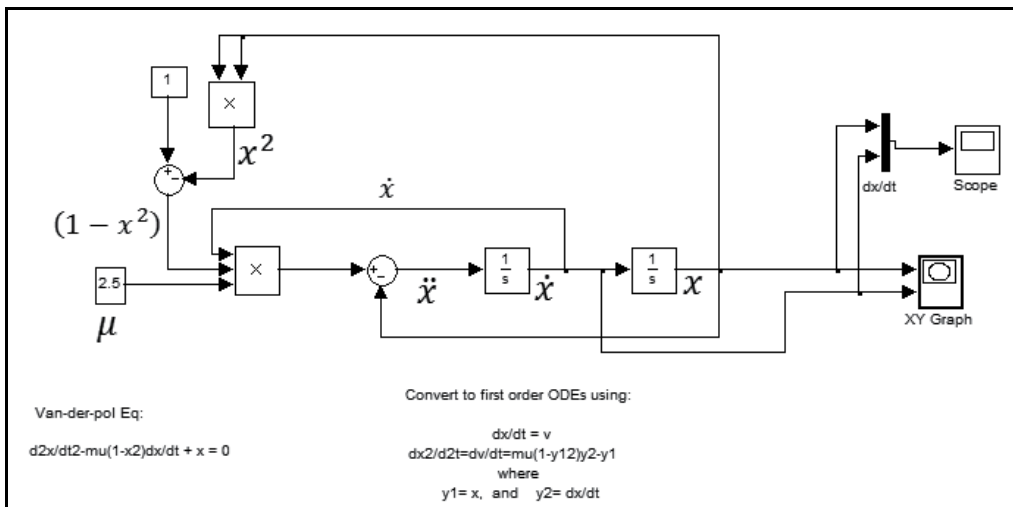 1
×
x²
+
−
ẋ
(1 − x²)
×
2.5
μ
+
−
ẍ
1
s
ẋ
1
s
x
dx/dt
Scope
XY Graph
Van-der-pol Eq:
d2x/dt2-mu(1-x2)dx/dt + x = 0
Convert to first order ODEs using:
dx/dt = v
dx2/d2t=dv/dt=mu(1-y12)y2-y1
where
y1= x, and y2= dx/dt